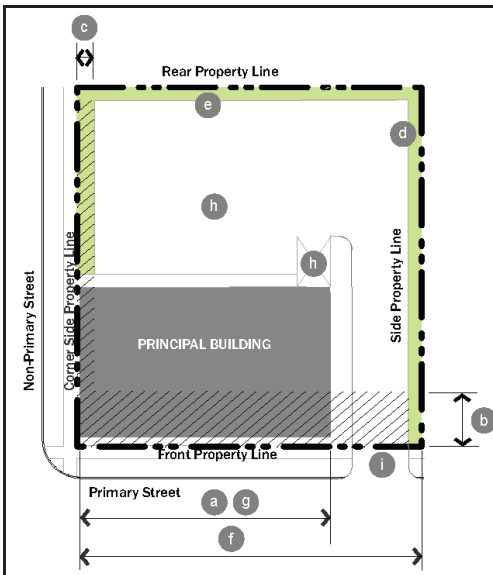 c
Rear Property Line
e
d
h
h
Non-Primary Street
Corner Side Property Line
Side Property Line
PRINCIPAL BUILDING
b
Front Property Line
i
Primary Street
a g
f